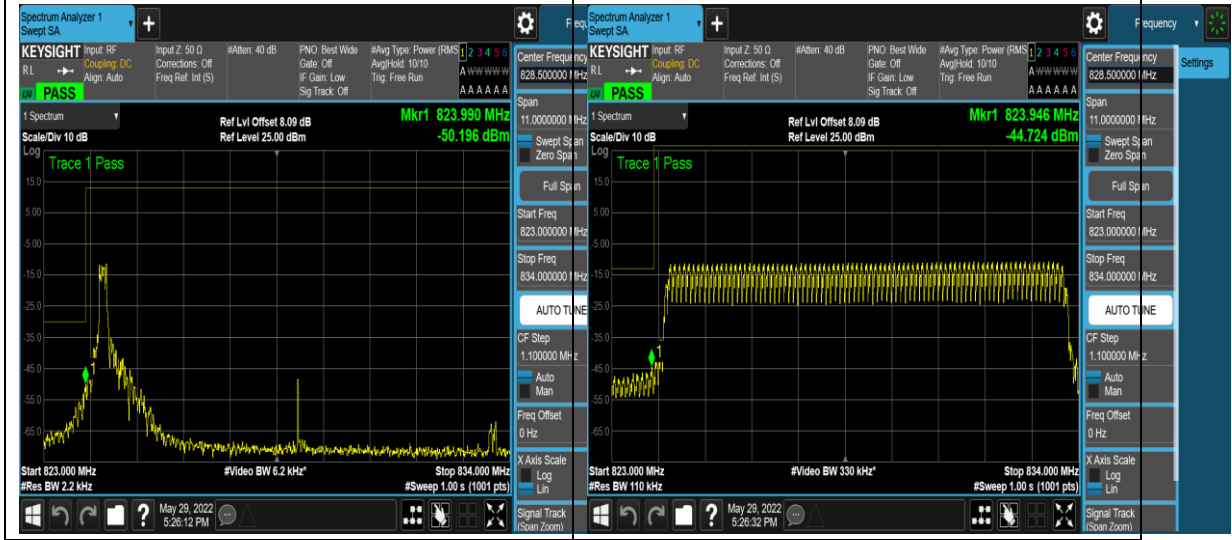 Spectrum Analyzer 1
Swept SA
KEYSIGHT
RL
Input: RF
Coupling: DC
Align: Auto
Input Z: 50 Ω
Corrections: Off
Freq Ref: Int (S)
#Atten: 40 dB
PNO: Best Wide
Gate: Off
IF Gain: Low
Sig Track: Off
#Avg Type: Power (RMS
Avg|Hold: 10/10
Trig: Free Run
1 2 3 4 5 6
A W W W W W
A A A A A A
PASS
1 Spectrum
Scale/Div 10 dB
Log
Ref Lvl Offset 8.09 dB
Ref Level 25.00 dBm
Mkr1 823.990 MHz
-50.196 dBm
Trace 1 Pass
15.0
5.00
-5.00
-15.0
-25.0
-35.0
-45.0
-55.0
-65.0
1
Start 823.000 MHz
#Res BW 2.2 kHz
#Video BW 6.2 kHz*
Stop 834.000 MHz
#Sweep 1.00 s (1001 pts)
?
May 29, 2022
5:26:12 PM
Frequ
Center Frequency
828.500000 MHz
Span
11.0000000 MHz
Swept Span
Zero Span
Full Span
Start Freq
823.000000 MHz
Stop Freq
834.000000 MHz
AUTO TUNE
CF Step
1.100000 MHz
Auto
Man
Freq Offset
0 Hz
X Axis Scale
Log
Lin
Signal Track
(Span Zoom)
Spectrum Analyzer 1
Swept SA
KEYSIGHT
RL
Input: RF
Coupling: DC
Align: Auto
Input Z: 50 Ω
Corrections: Off
Freq Ref: Int (S)
#Atten: 40 dB
PNO: Best Wide
Gate: Off
IF Gain: Low
Sig Track: Off
#Avg Type: Power (RMS
Avg|Hold: 10/10
Trig: Free Run
1 2 3 4 5 6
A W W W W W
A A A A A A
PASS
1 Spectrum
Scale/Div 10 dB
Log
Ref Lvl Offset 8.09 dB
Ref Level 25.00 dBm
Mkr1 823.946 MHz
-44.724 dBm
Trace 1 Pass
15.0
5.00
-5.00
-15.0
-25.0
-35.0
-45.0
-55.0
-65.0
1
Start 823.000 MHz
#Res BW 110 kHz
#Video BW 330 kHz*
Stop 834.000 MHz
#Sweep 1.00 s (1001 pts)
?
May 29, 2022
5:26:32 PM
Frequency
Settings
Center Frequency
828.500000 MHz
Span
11.0000000 MHz
Swept Span
Zero Span
Full Span
Start Freq
823.000000 MHz
Stop Freq
834.000000 MHz
AUTO TUNE
CF Step
1.100000 MHz
Auto
Man
Freq Offset
0 Hz
X Axis Scale
Log
Lin
Signal Track
(Span Zoom)